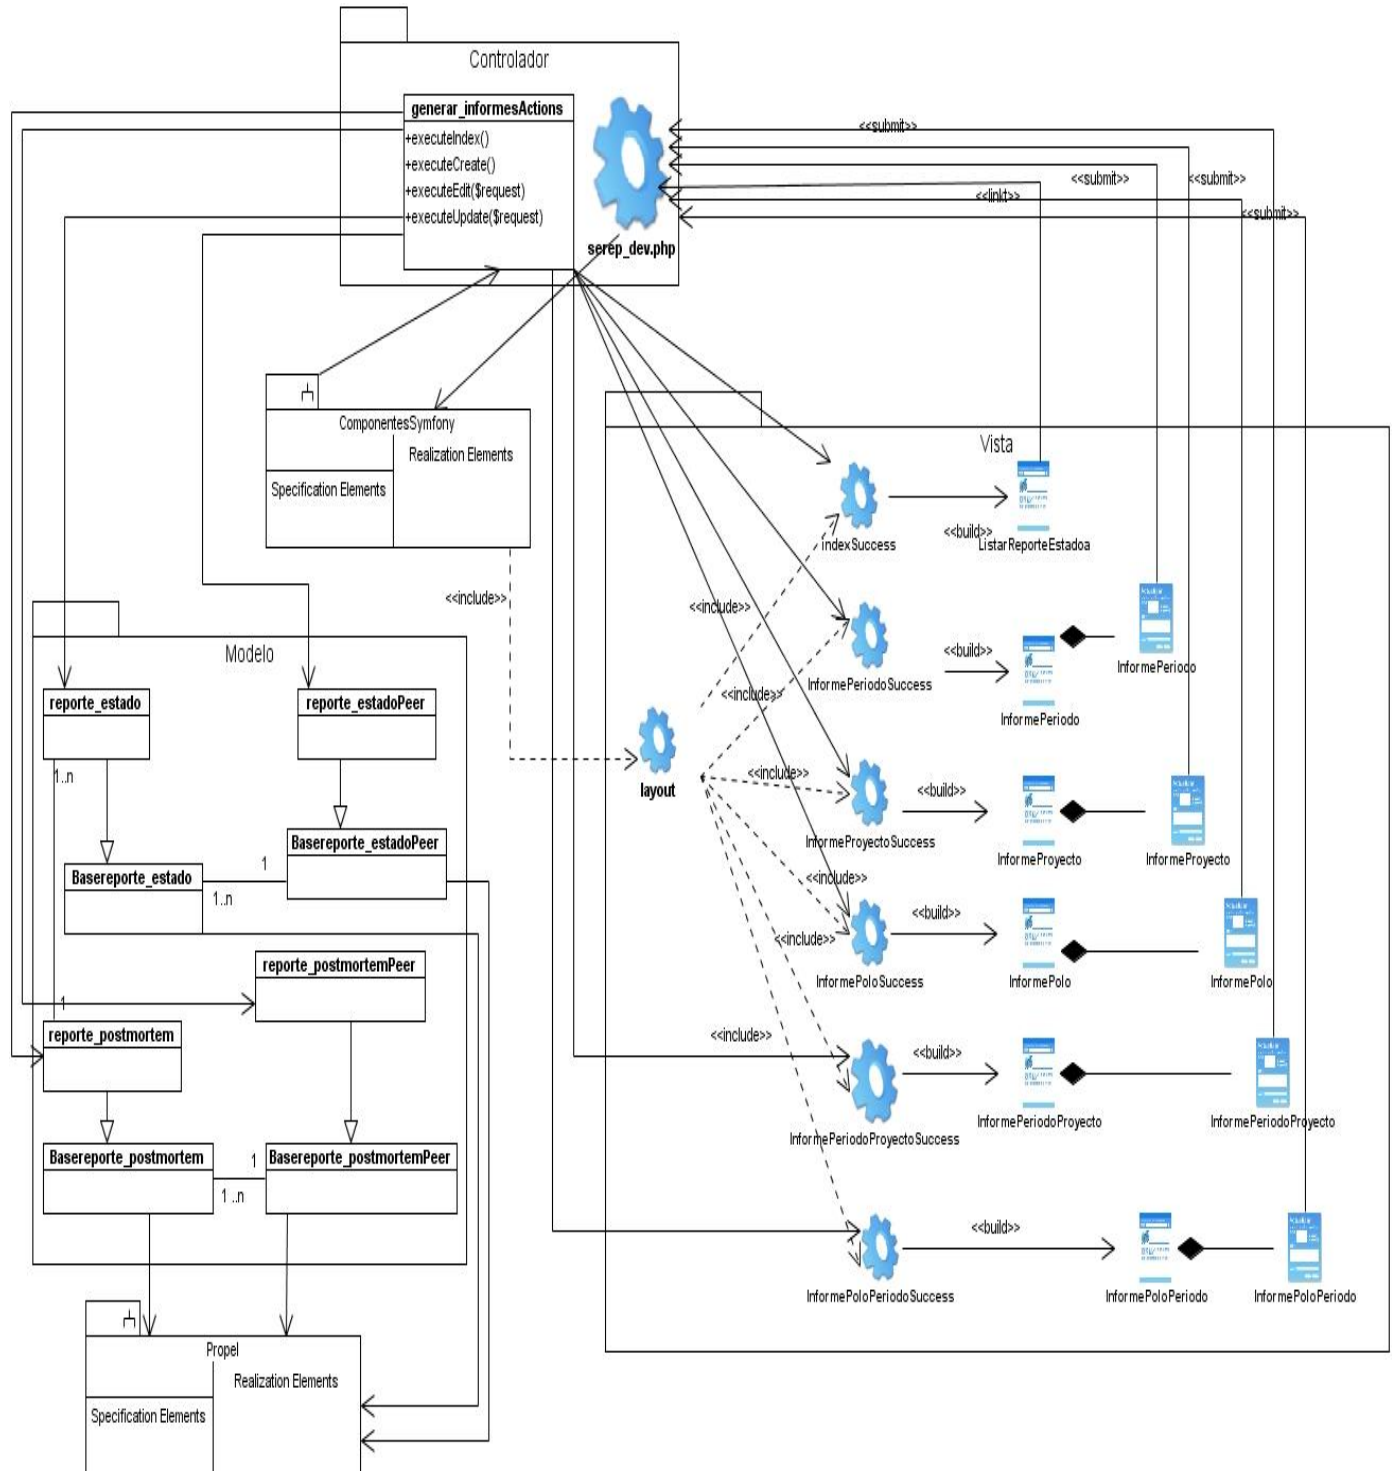 Controlador
generar_informesActions
+executeIndex()
+executeCreate()
+executeEdit($request)
+executeUpdate($request)
serep_dev.php
<<submit>>
<<submit>>
<<submit>>
<<linkt>>
<<submit>>
ComponentesSymfony
Realization Elements
Specification Elements
<<include>>
Vista
indexSuccess
<<build>>
ListarReporteEstadoa
<<include>>
InformePeriodoSuccess
<<build>>
InformePeriodo
InformePeriodo
<<include>>
layout
<<include>>
InformeProyectoSuccess
<<build>>
InformeProyecto
InformeProyecto
<<include>>
InformePoloSuccess
<<build>>
InformePolo
InformePolo
<<include>>
<<include>>
InformePeriodoProyectoSuccess
<<build>>
InformePeriodoProyecto
InformePeriodoProyecto
InformePoloPeriodoSuccess
<<build>>
InformePoloPeriodo
InformePoloPeriodo
Modelo
reporte_estado
reporte_estadoPeer
1..n
Basereporte_estadoPeer
Basereporte_estado
1
1..n
reporte_postmortemPeer
1
reporte_postmortem
Basereporte_postmortem
1
1 ..n
Basereporte_postmortemPeer
Propel
Realization Elements
Specification Elements